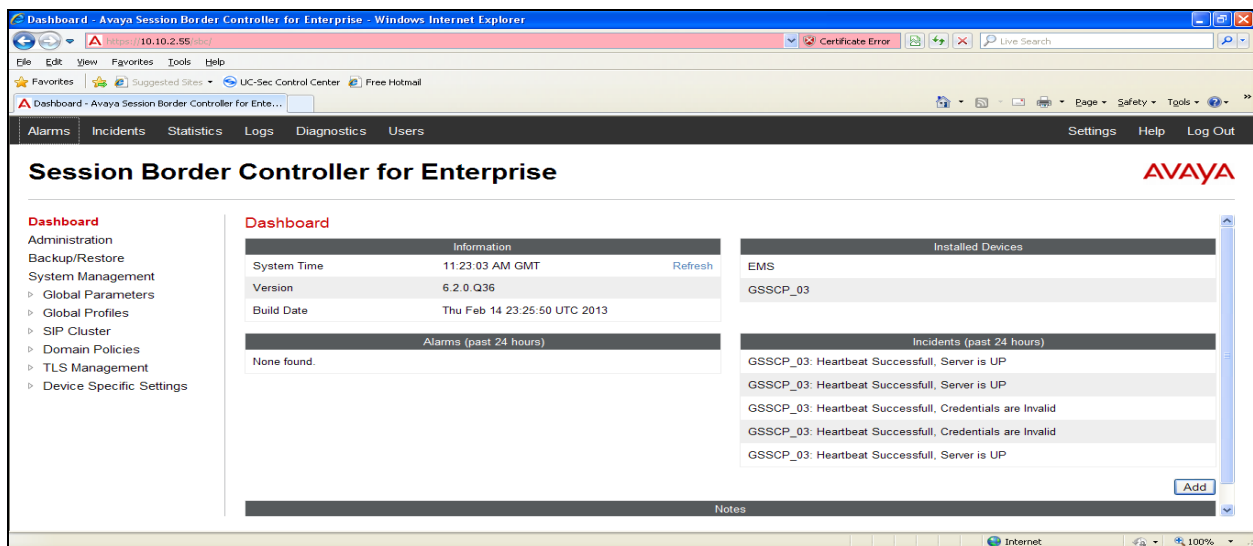 Dashboard - Avaya Session Border Controller for Enterprise - Windows Internet Explorer
https://10.10.2.55/sbc/
Certificate Error
Live Search
File Edit View Favorites Tools Help
Favorites Suggested Sites UC-Sec Control Center Free Hotmail
Dashboard - Avaya Session Border Controller for Ente...
Page Safety Tools
Alarms Incidents Statistics Logs Diagnostics Users Settings Help Log Out
Session Border Controller for Enterprise
AVAYA
Dashboard
Administration
Backup/Restore
System Management
Global Parameters
Global Profiles
SIP Cluster
Domain Policies
TLS Management
Device Specific Settings
Dashboard
Information
System Time 11:23:03 AM GMT Refresh
Version 6.2.0.Q36
Build Date Thu Feb 14 23:25:50 UTC 2013
Alarms (past 24 hours)
None found.
Installed Devices
EMS
GSSCP_03
Incidents (past 24 hours)
GSSCP_03: Heartbeat Successfull, Server is UP
GSSCP_03: Heartbeat Successfull, Server is UP
GSSCP_03: Heartbeat Successfull, Credentials are Invalid
GSSCP_03: Heartbeat Successfull, Credentials are Invalid
GSSCP_03: Heartbeat Successfull, Server is UP
Add
Notes
Internet
100%